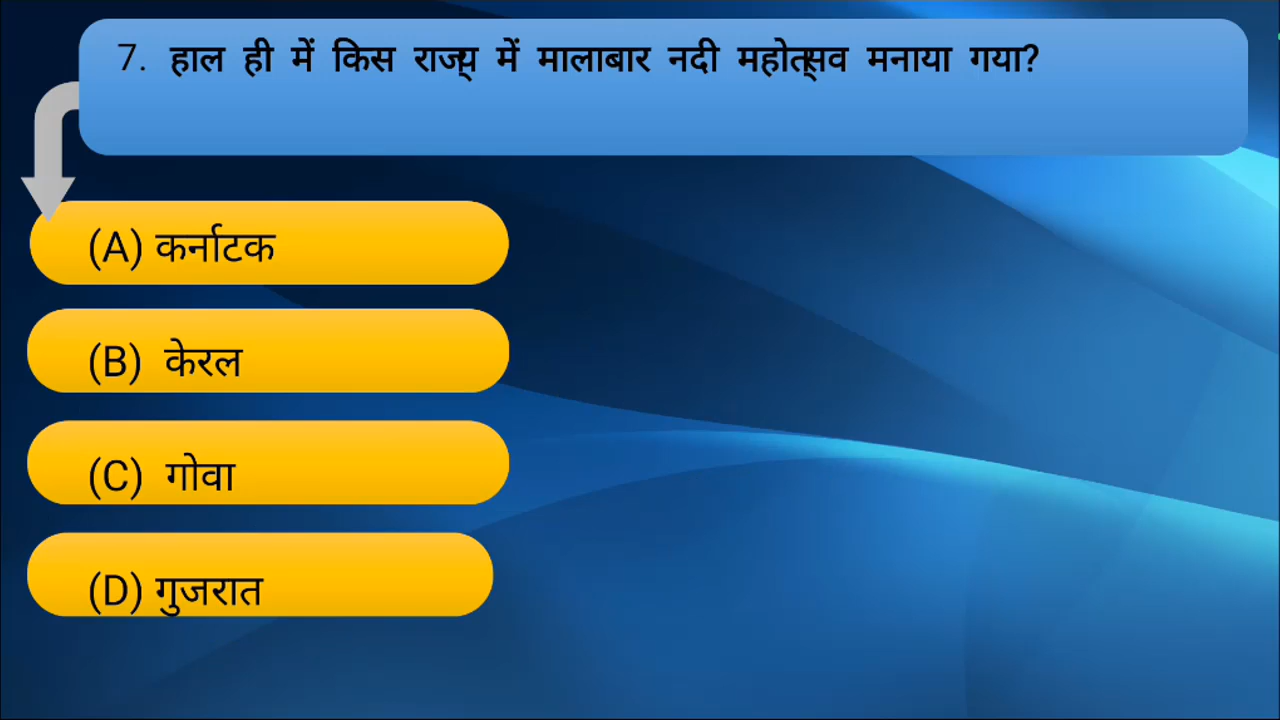 7. हाल ही में किस राज्य में मालाबार नदी महोत्सव मनाया गया?
(A) कर्नाटक
(B) केरल
(C) गोवा
(D) गुजरात